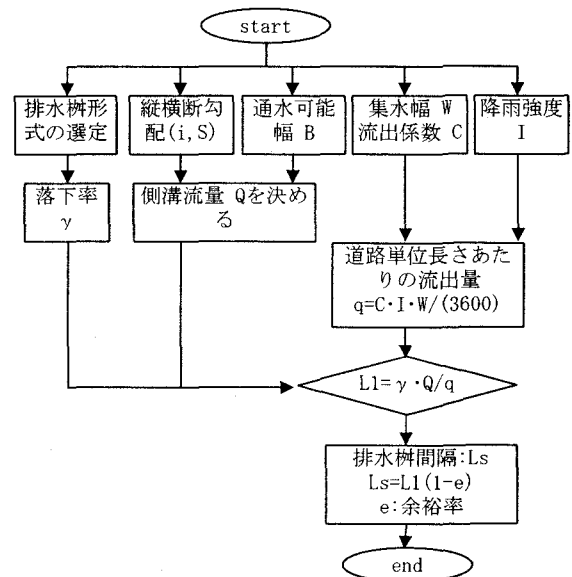 start
排水桝形
式の選定
縦横断勾
配(i,S)
通水可能
幅 B
集水幅 W
流出係数 C
降雨強度
I
落下率
γ
側溝流量 Qを決め
る
道路単位長さあた
りの流出量
q=C・I・W/(3600)
L1=γ・Q/q
排水桝間隔:Ls
Ls=L1(1-e)
e:余裕率
end